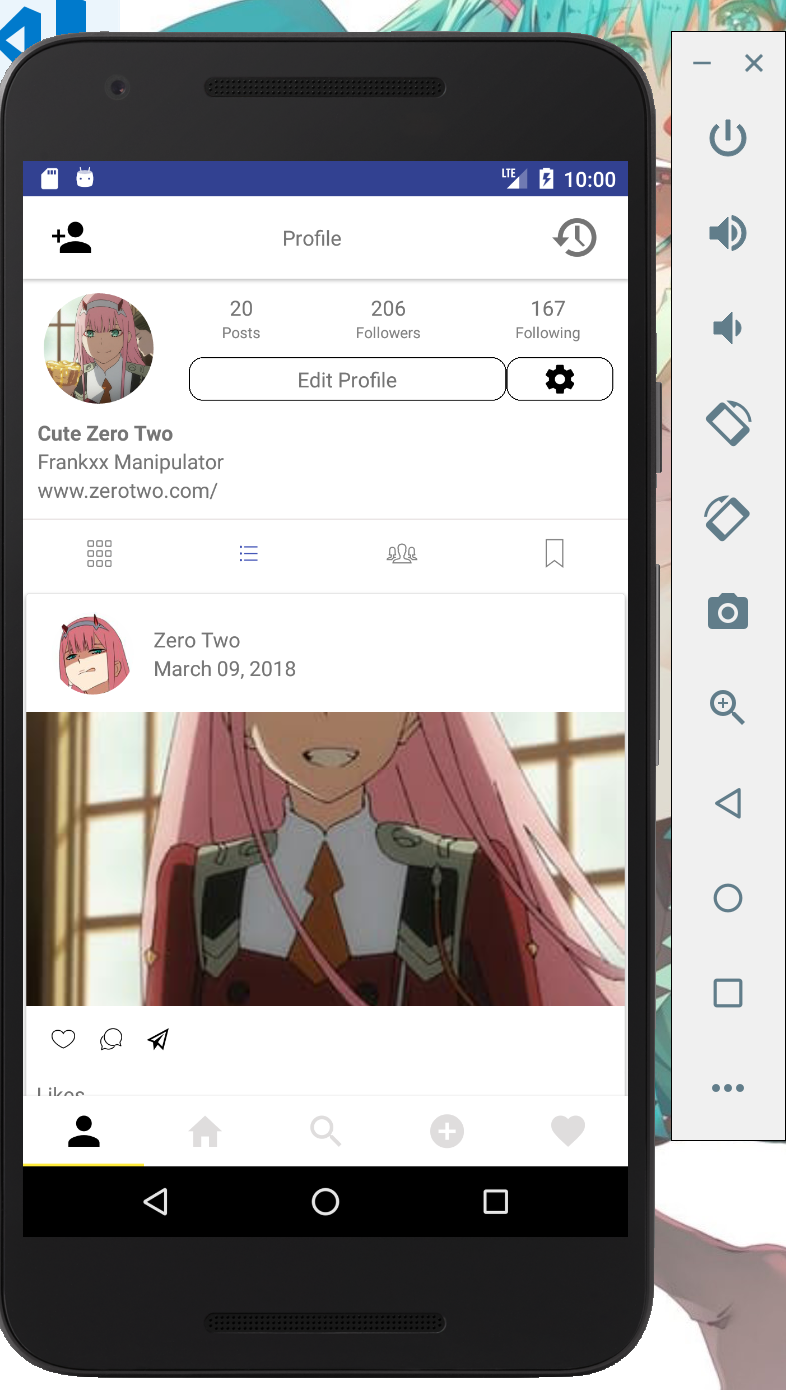 LTE 10:00
Profile
20 206 167
Posts Followers Following
Edit Profile
Cute Zero Two
Frankxx Manipulator
www.zerotwo.com/
Zero Two
March 09, 2018
Likes